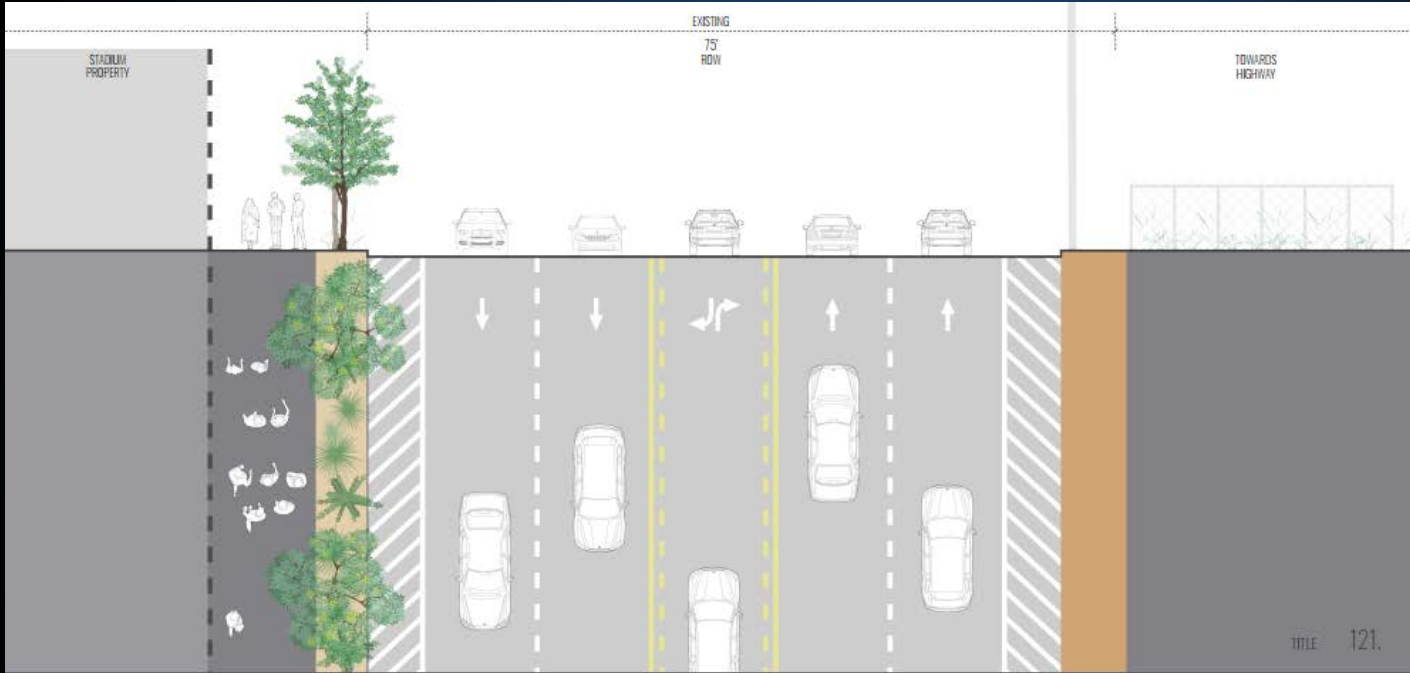 EXISTING
75'
ROW
STADIUM
PROPERTY
TOWARDS
HIGHWAY
TITLE 121.